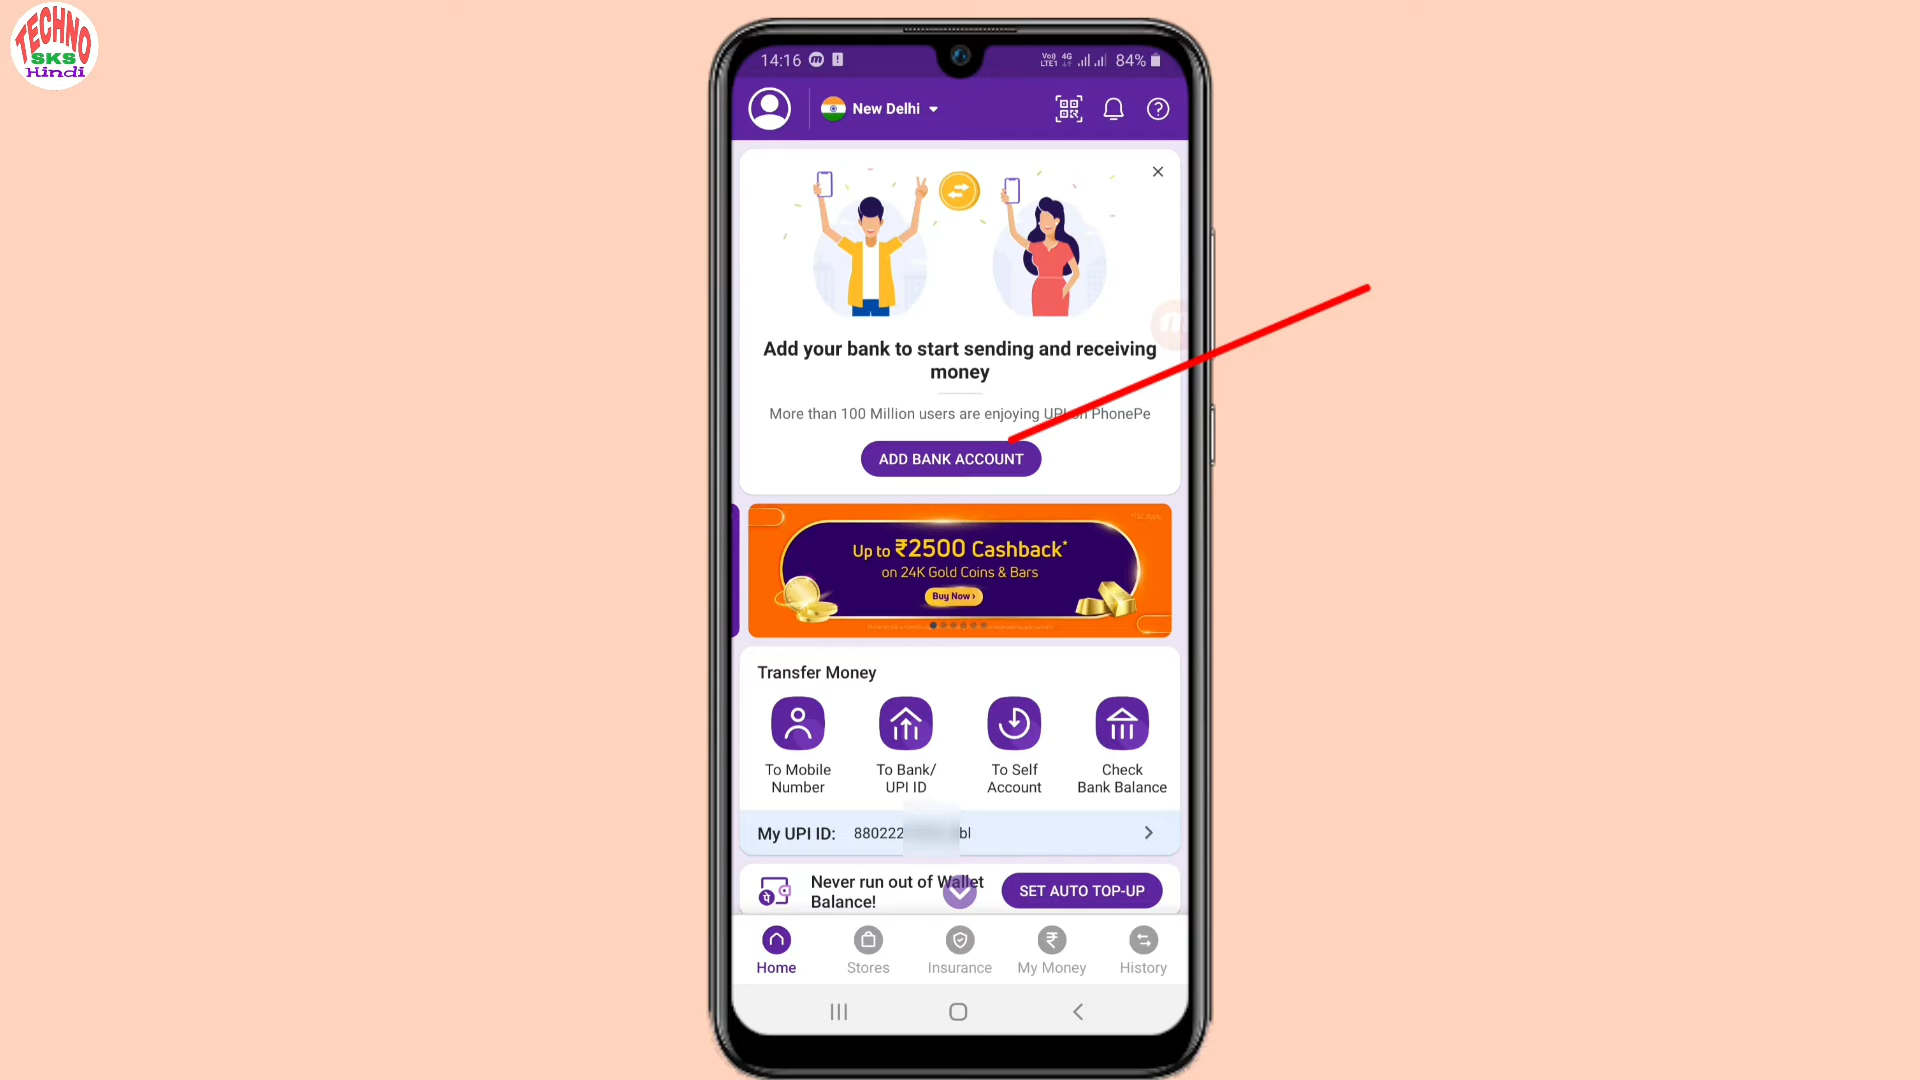 TECHNO
SKS
Hindi
14:16
Vo) 4G
LTE1
84%
New Delhi
Add your bank to start sending and receiving
money
More than 100 Million users are enjoying UPI on PhonePe
ADD BANK ACCOUNT
Up to ₹2500 Cashback*
on 24K Gold Coins & Bars
Buy Now ›
Transfer Money
To Mobile
Number
To Bank/
UPI ID
To Self
Account
Check
Bank Balance
My UPI ID: 880222 bl
Never run out of Wallet
Balance!
SET AUTO TOP-UP
Home
Stores
Insurance
My Money
History